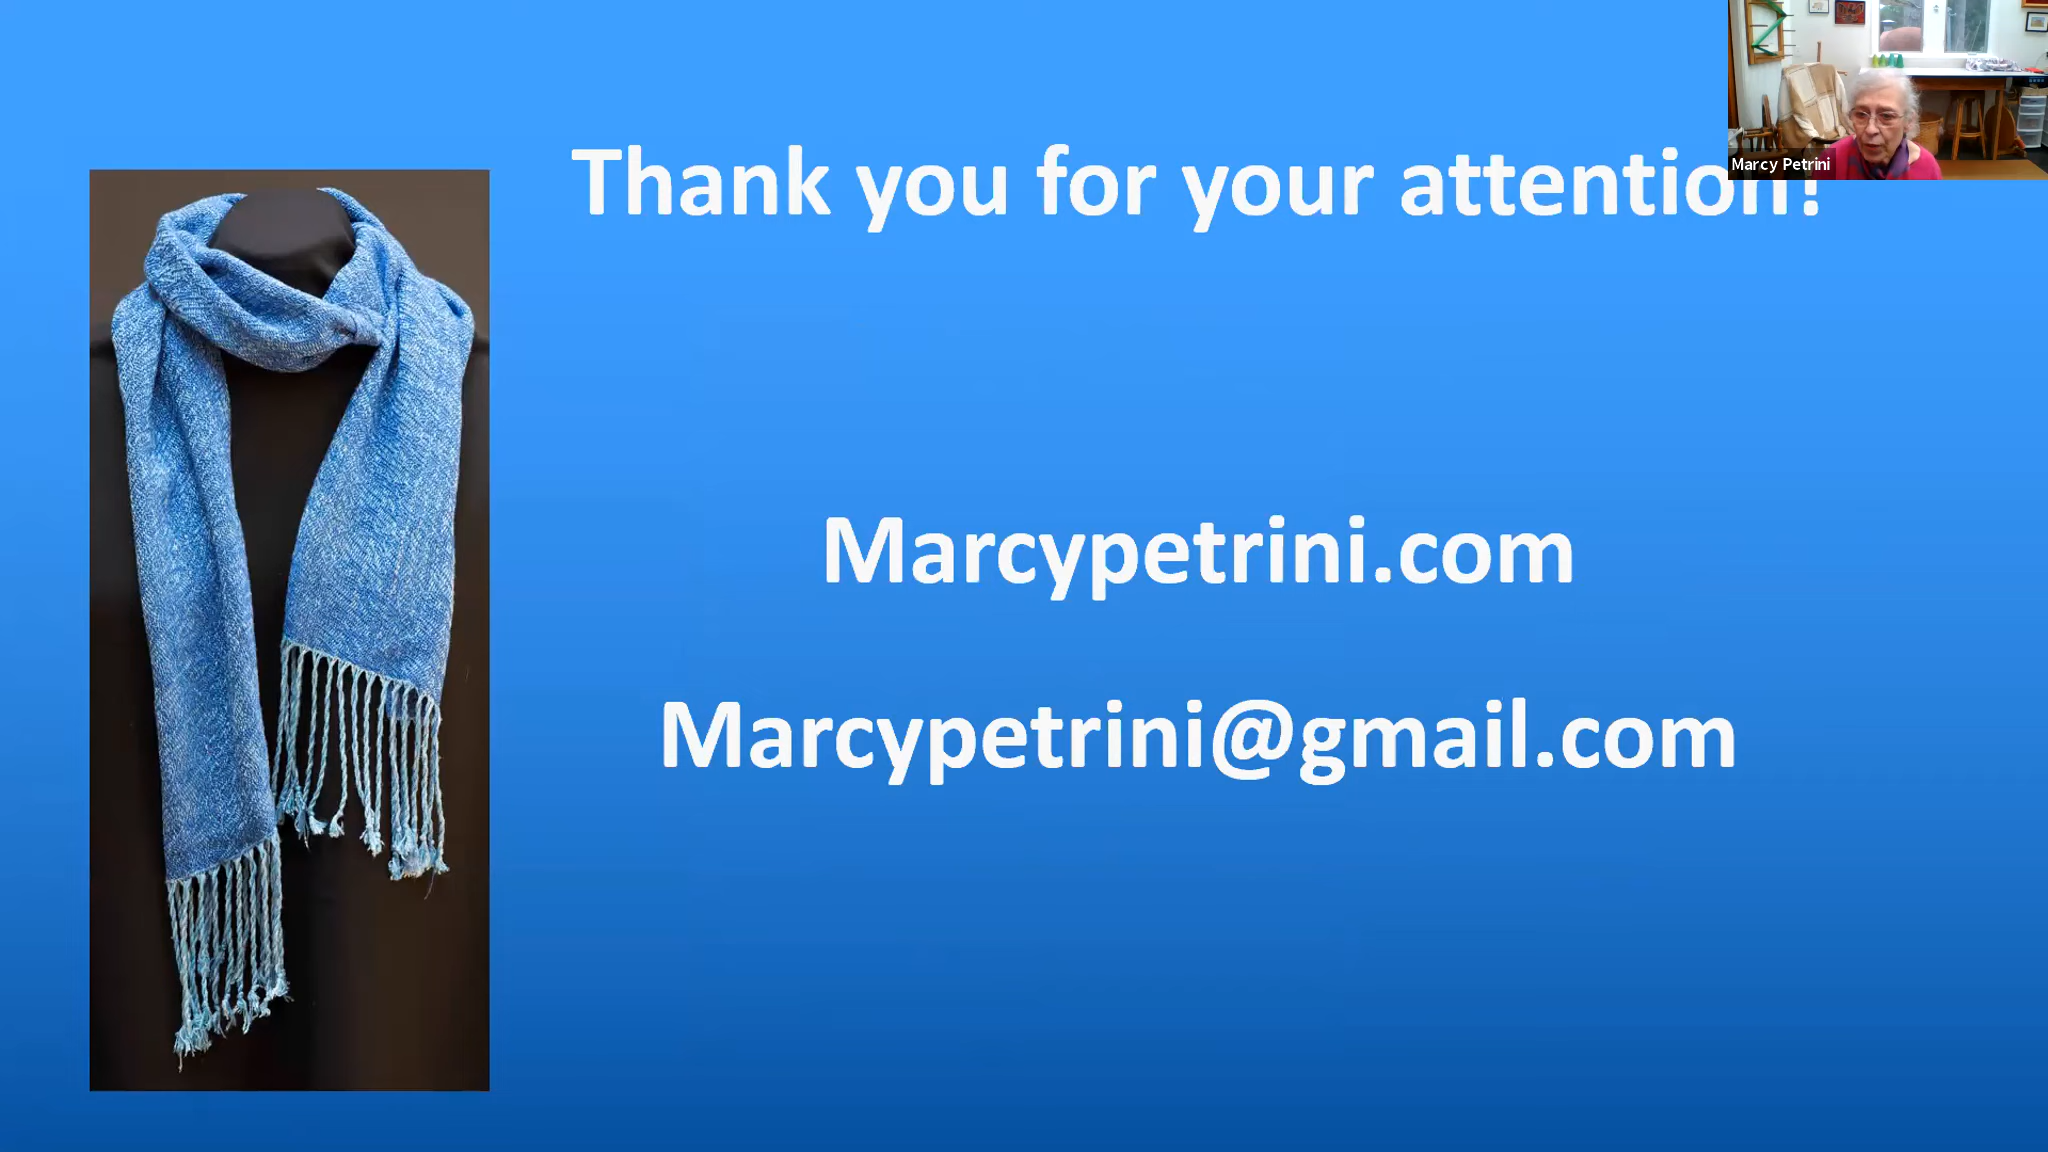 Thank you for your attention!
Marcy Petrini
Marcypetrini.com
Marcypetrini@gmail.com